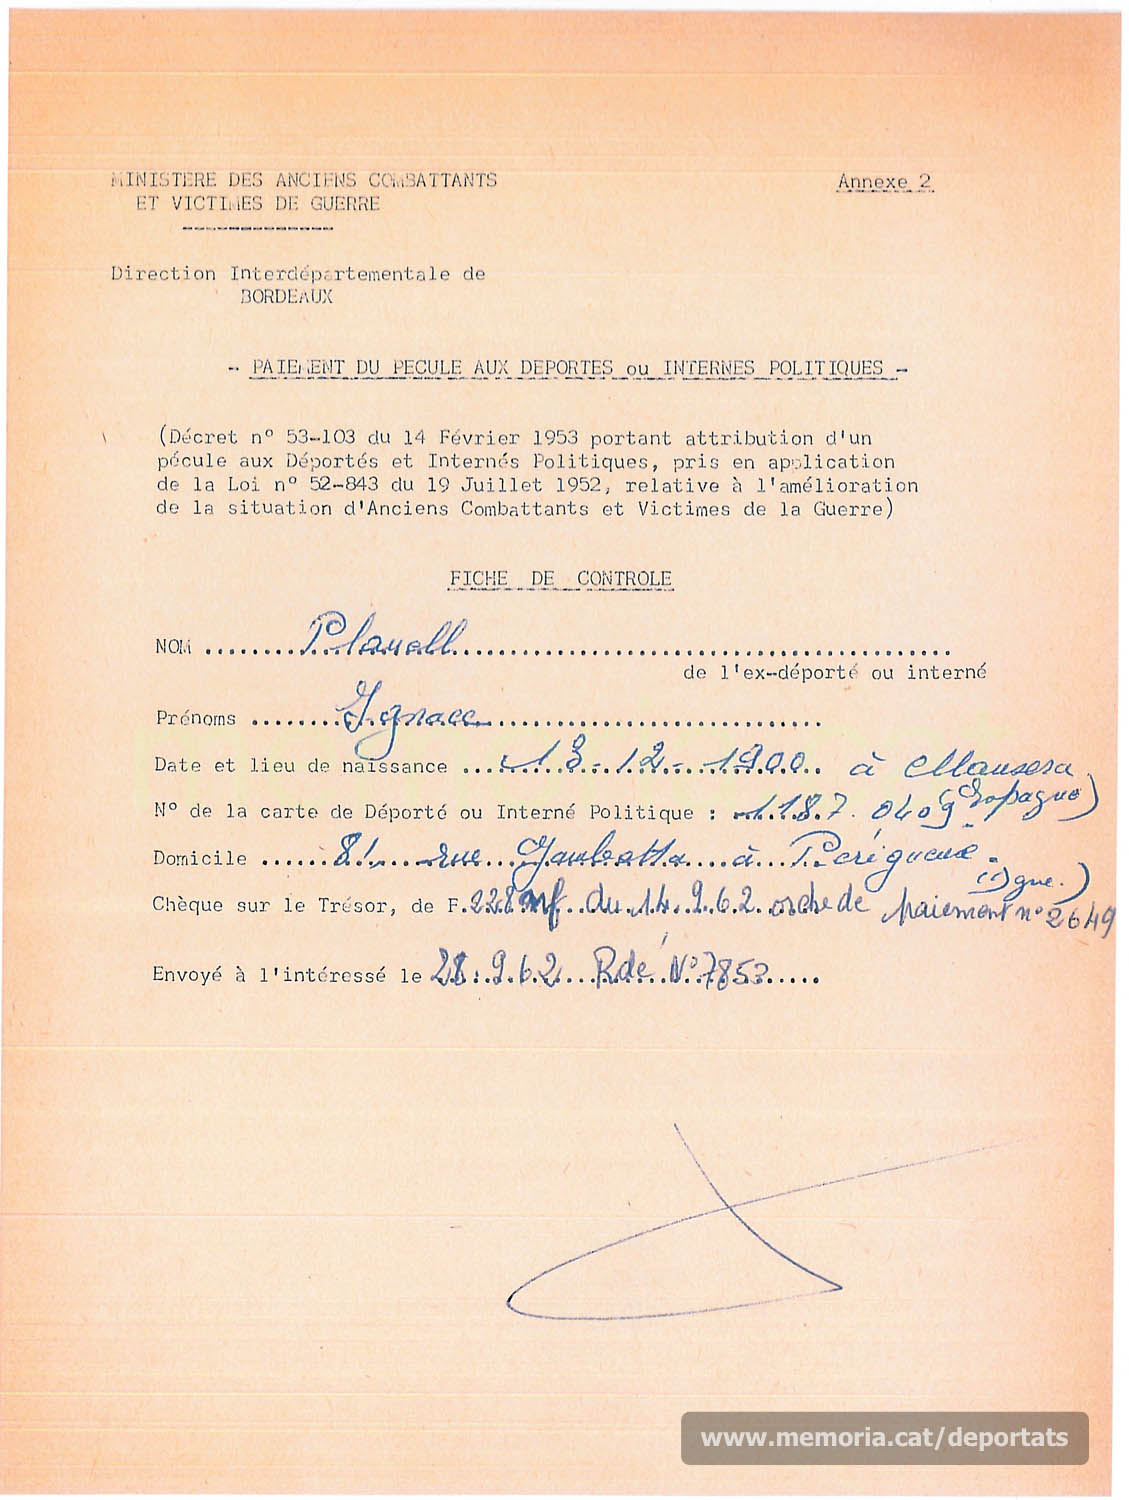 MINISTERE DES ANCIENS COMBATTANTS
Annexe 2
ET VICTIMES DE GUERRE
Direction Interdépartementale de
BORDEAUX
- PAIEMENT DU PECULE AUX DEPORTES ou INTERNES POLITIQUES -
(Décret n° 53-103 du 14 Février 1953 portant attribution d'un
pécule aux Déportés et Internés Politiques, pris en application
de la Loi n° 52-843 du 19 Juillet 1952, relative à l'amélioration
de la situation d'Anciens Combattants et Victimes de la Guerre)
FICHE DE CONTROLE
NOM ........Planell........
de l'ex-déporté ou interné
Prénoms ........Ignace........
Date et lieu de naissance ....13-12-1900.. à Mansera
(Espagne)
N° de la carte de Déporté ou Interné Politique : 1.187.0409
Domicile ......81. rue Gambetta à Périgueux.
(Dgne.)
Chèque sur le Trésor, de F.228 nf du 14.9.62 ordre de paiement n° 2649
Envoyé à l'intéressé le 28.9.62 Rdé N° 7853.....
www.memoria.cat/deportats